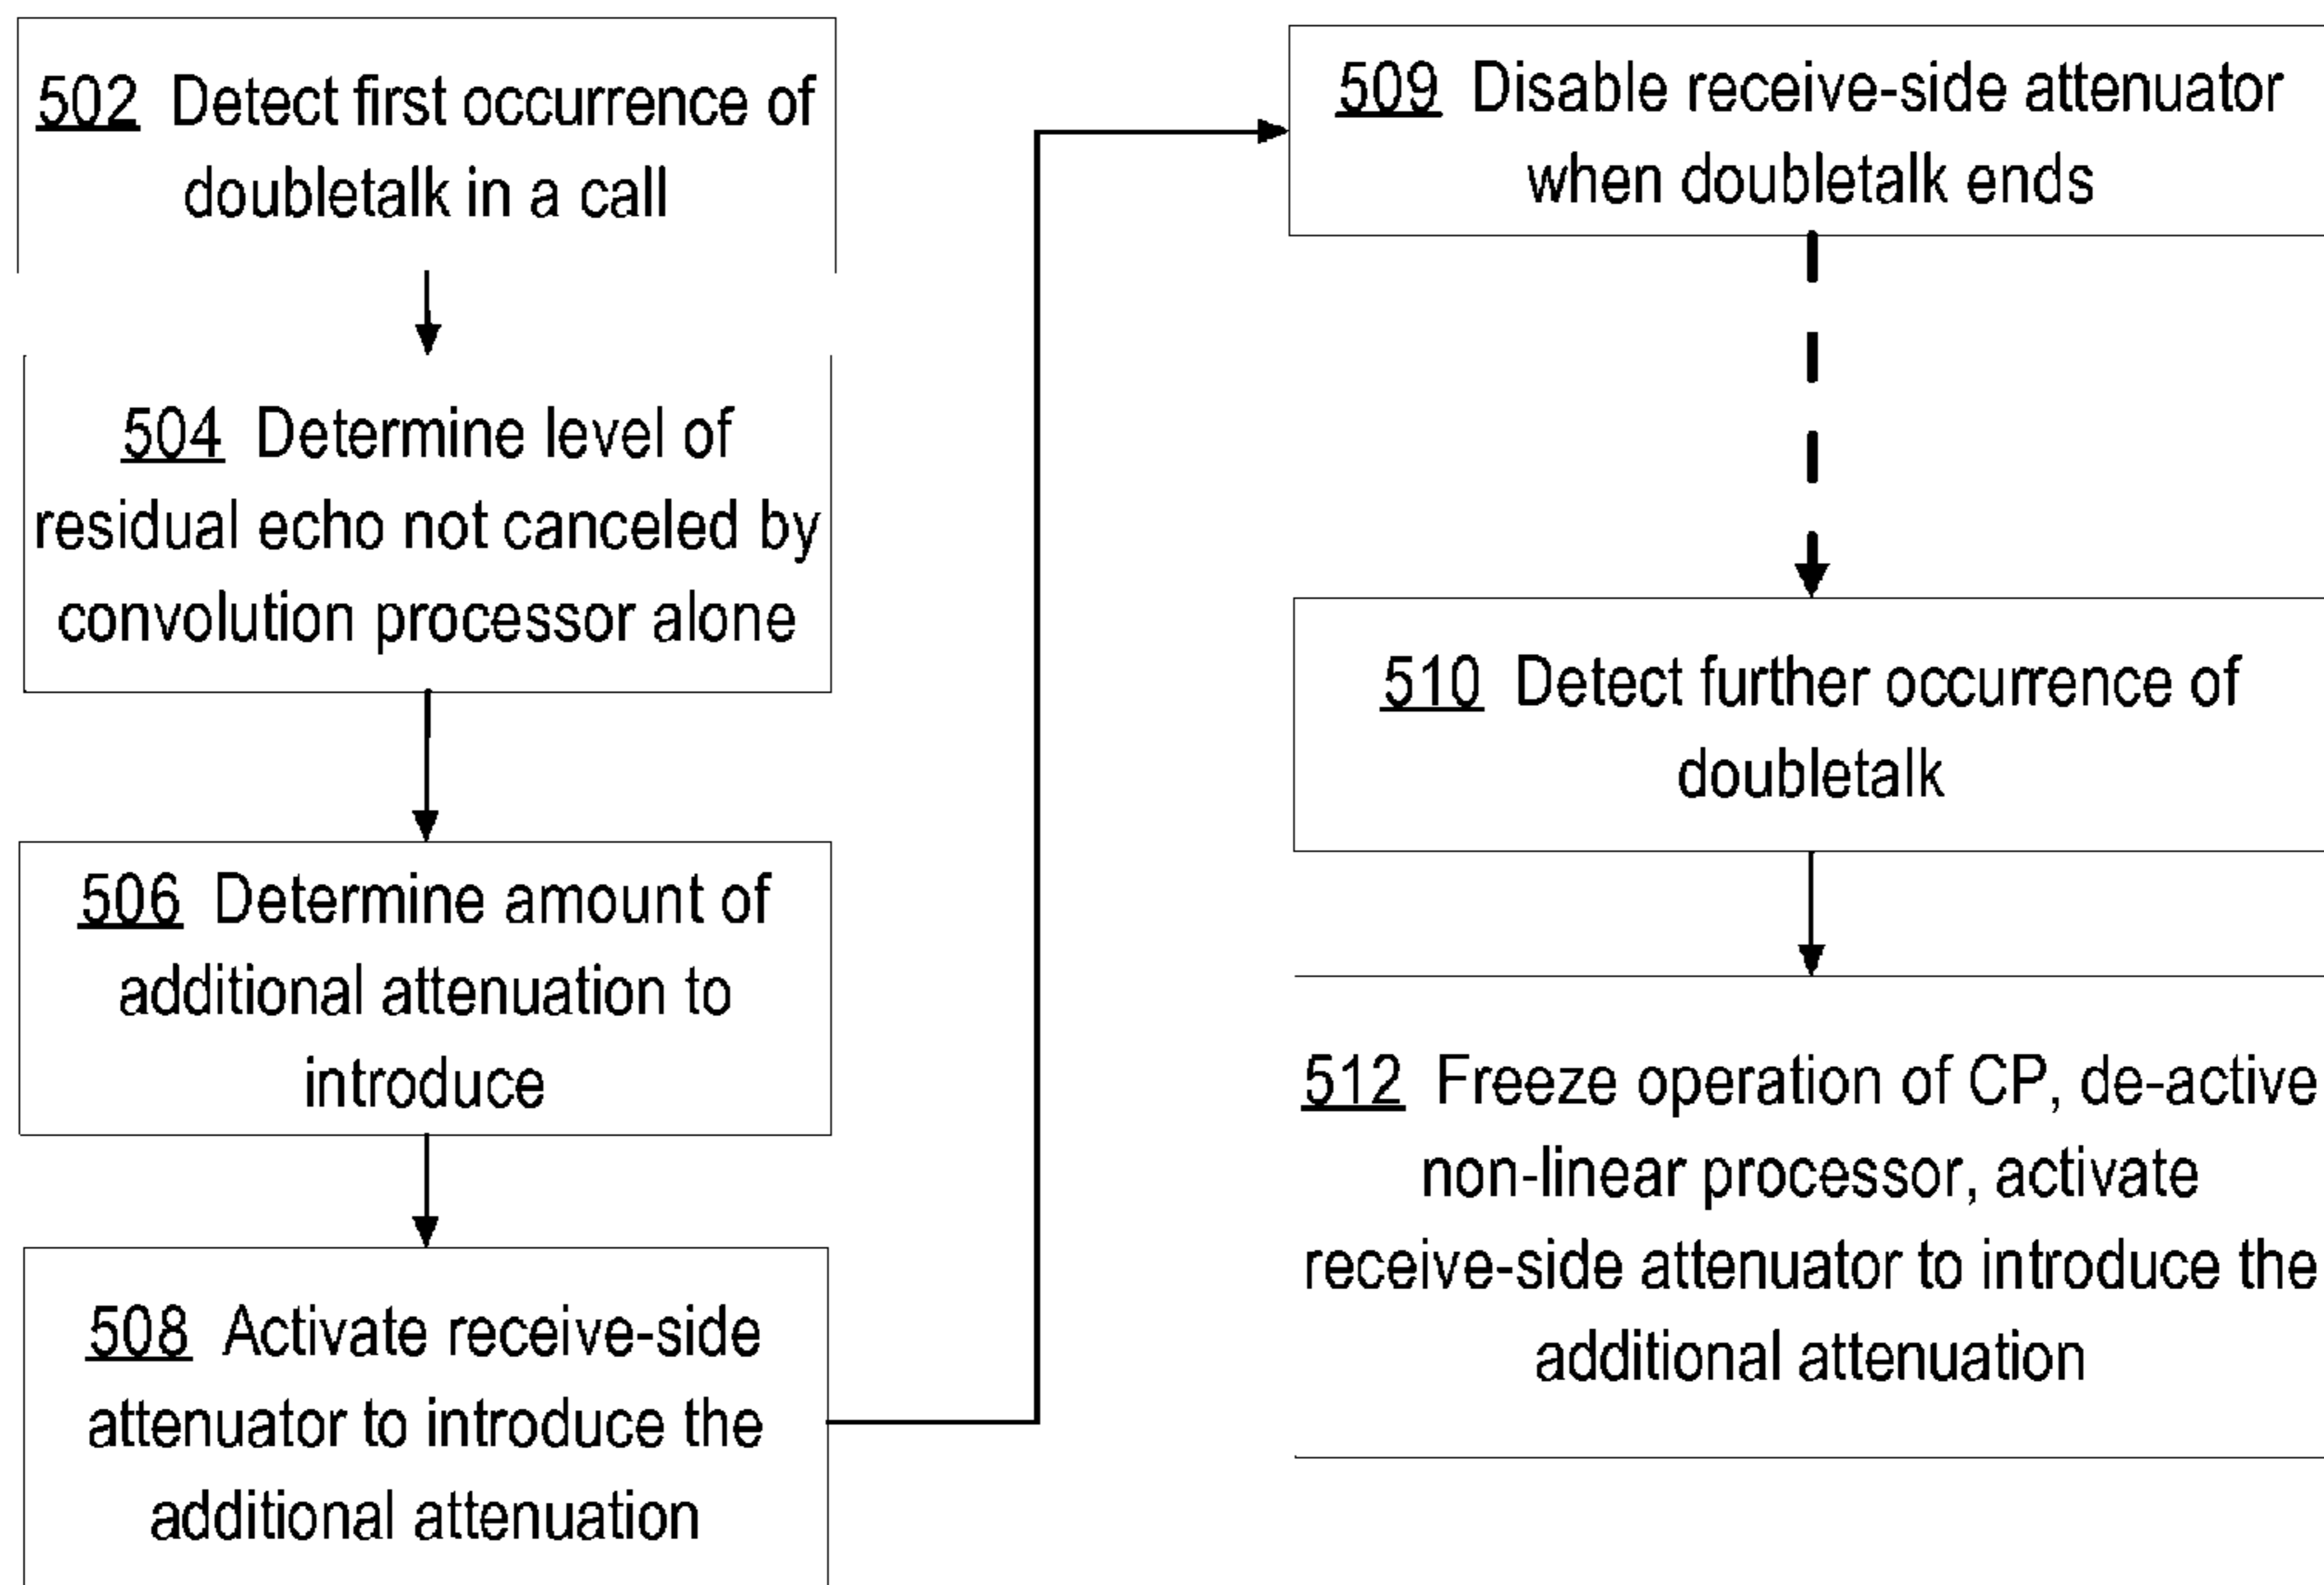 502 Detect first occurrence of
doubletalk in a call
504 Determine level of
residual echo not canceled by
convolution processor alone
506 Determine amount of
additional attenuation to
introduce
508 Activate receive-side
attenuator to introduce the
additional attenuation
509 Disable receive-side attenuator
when doubletalk ends
510 Detect further occurrence of
doubletalk
512 Freeze operation of CP, de-active
non-linear processor, activate
receive-side attenuator to introduce the
additional attenuation